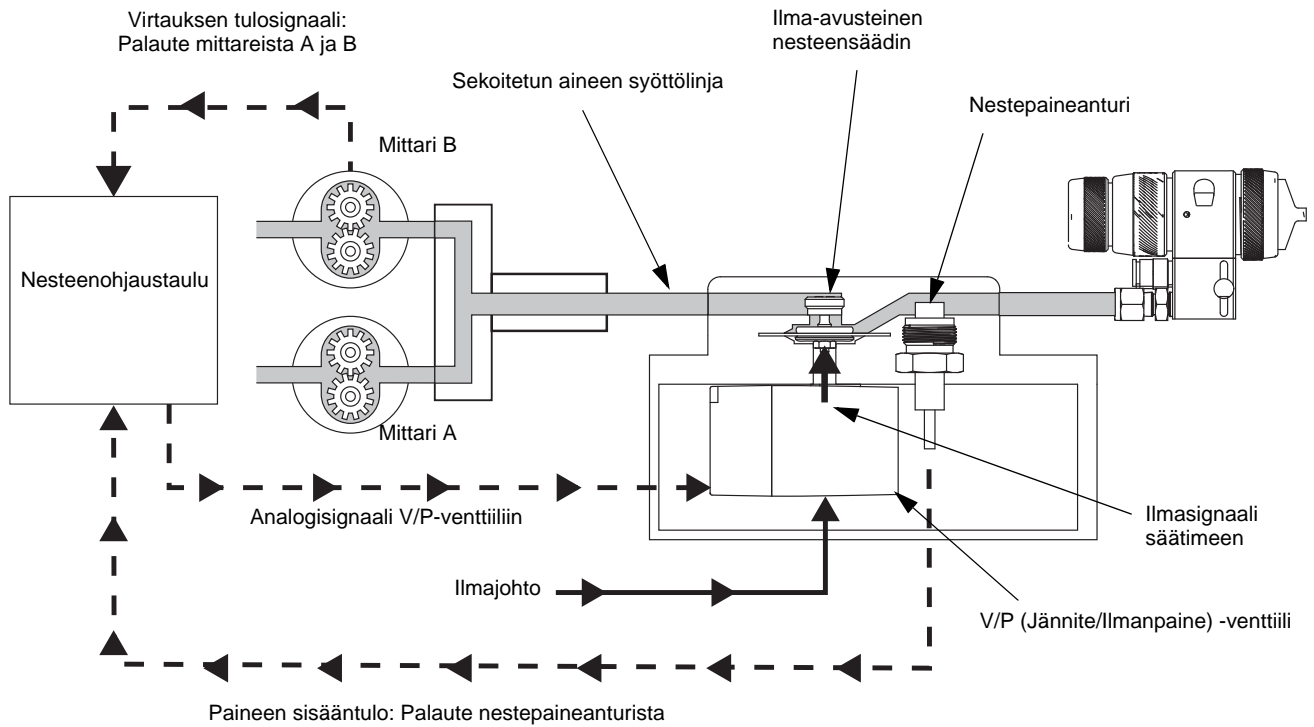 Virtauksen tulosignaali:
Palaute mittareista A ja B
Ilma-avusteinen
nesteensäädin
Sekoitetun aineen syöttölinja
Nestepaineanturi
Mittari B
Nesteenohjaustaulu
Mittari A
Analogisignaali V/P-venttiiliin
Ilmasignaali
säätimeen
Ilmajohto
V/P (Jännite/Ilmanpaine) -venttiili
Paineen sisääntulo: Palaute nestepaineanturista